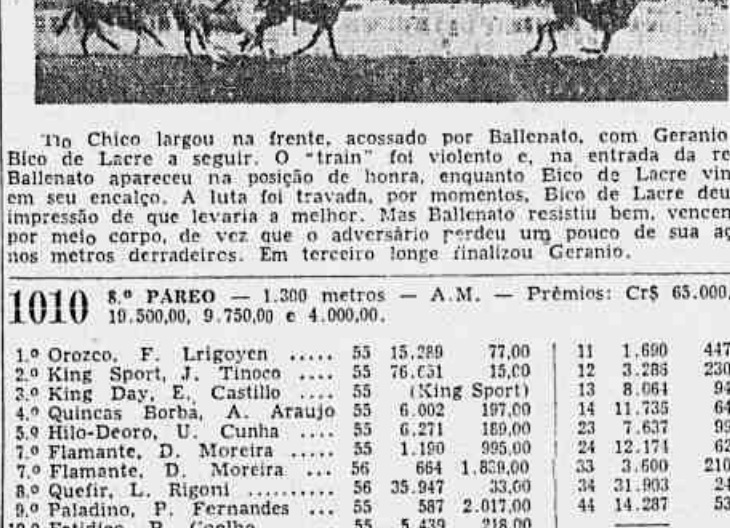 Tio Chico largou na frente, acossado por Ballenato, com Geranio
Bico de Lacre a seguir. O "train" foi violento e, na entrada da re
Ballenato apareceu na posição de honra, enquanto Bico de Lacre vin
em seu encalço. A luta foi travada, por momentos, Bico de Lacre deu
impressão de que levaria a melhor. Mas Ballenato resistiu bem, vencen
por meio corpo, de vez que o adversário perdeu um pouco de sua aç
nos metros derradeiros. Em terceiro longe finalizou Geranio.
1010 8.º PÁREO — 1.300 metros — A.M. — Prêmios: Cr$ 65.000,
19.500,00, 9.750,00 e 4.000,00.
1.º Orozco, F. Lrigoyen ..... 55 15.289 77,00 11 1.690 447
2.º King Sport, J. Tinoco .... 55 76.651 15,00 12 3.286 230
3.º King Day, E. Castillo .... 55 (King Sport) 13 8.064 94
4.º Quincas Borba, A. Araujo 55 6.002 197,00 14 11.735 64
5.º Hilo-Deoro, U. Cunha .... 55 6.271 189,00 23 7.637 99
7.º Flamante, D. Moreira ..... 55 1.190 995,00 24 12.174 62
7.º Flamante, D. Moreira ... 56 664 1.839,00 33 3.600 210
8.º Quefir, L. Rigoni .......... 56 35.947 33,00 34 31.903 24
9.º Paladino, P. Fernandes ... 55 587 2.017,00 44 14.287 53
Coelho 55 5.439 218,00